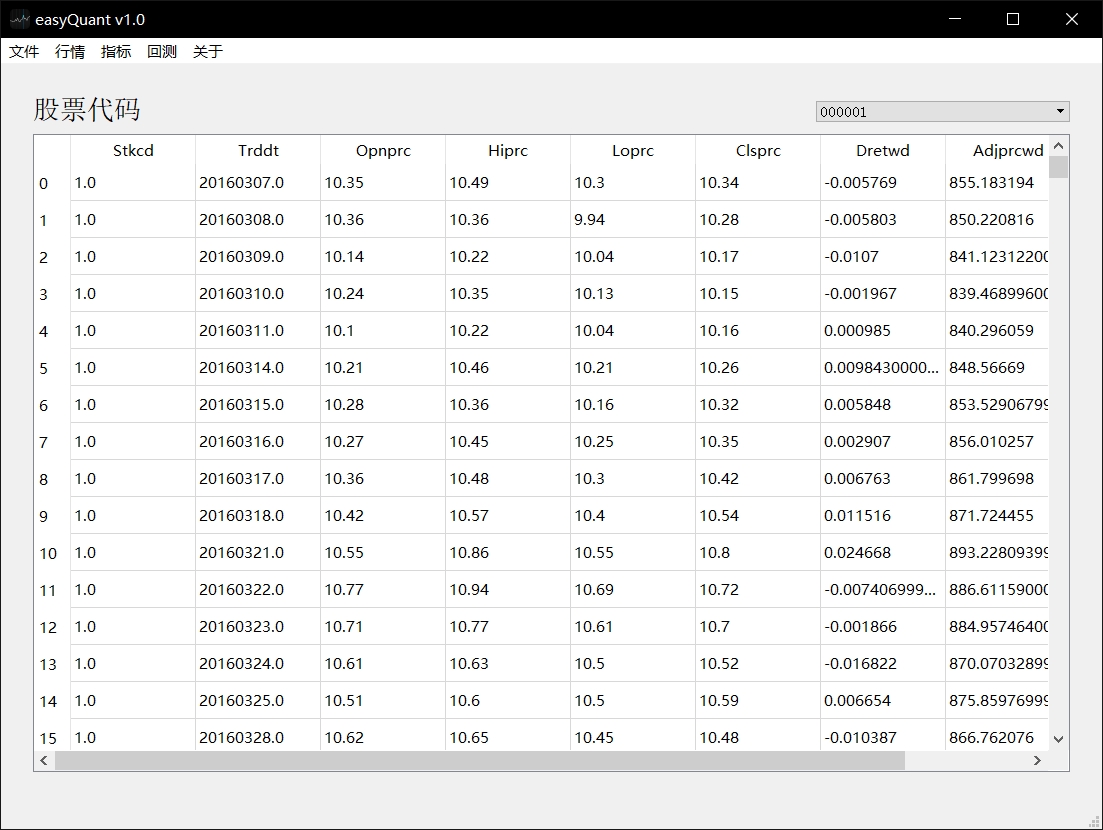 easyQuant v1.0
文件 行情 指标 回测 关于
股票代码 000001
Stkcd Trddt Opnprc Hiprc Loprc Clsprc Dretwd Adjprcwd
0 1.0 20160307.0 10.35 10.49 10.3 10.34 -0.005769 855.183194
1 1.0 20160308.0 10.36 10.36 9.94 10.28 -0.005803 850.220816
2 1.0 20160309.0 10.14 10.22 10.04 10.17 -0.0107 841.12312200
3 1.0 20160310.0 10.24 10.35 10.13 10.15 -0.001967 839.46899600
4 1.0 20160311.0 10.1 10.22 10.04 10.16 0.000985 840.296059
5 1.0 20160314.0 10.21 10.46 10.21 10.26 0.0098430000... 848.56669
6 1.0 20160315.0 10.28 10.36 10.16 10.32 0.005848 853.52906799
7 1.0 20160316.0 10.27 10.45 10.25 10.35 0.002907 856.010257
8 1.0 20160317.0 10.36 10.48 10.3 10.42 0.006763 861.799698
9 1.0 20160318.0 10.42 10.57 10.4 10.54 0.011516 871.724455
10 1.0 20160321.0 10.55 10.86 10.55 10.8 0.024668 893.22809399
11 1.0 20160322.0 10.77 10.94 10.69 10.72 -0.007406999... 886.61159000
12 1.0 20160323.0 10.71 10.77 10.61 10.7 -0.001866 884.95746400
13 1.0 20160324.0 10.61 10.63 10.5 10.52 -0.016822 870.07032899
14 1.0 20160325.0 10.51 10.6 10.5 10.59 0.006654 875.85976999
15 1.0 20160328.0 10.62 10.65 10.45 10.48 -0.010387 866.762076